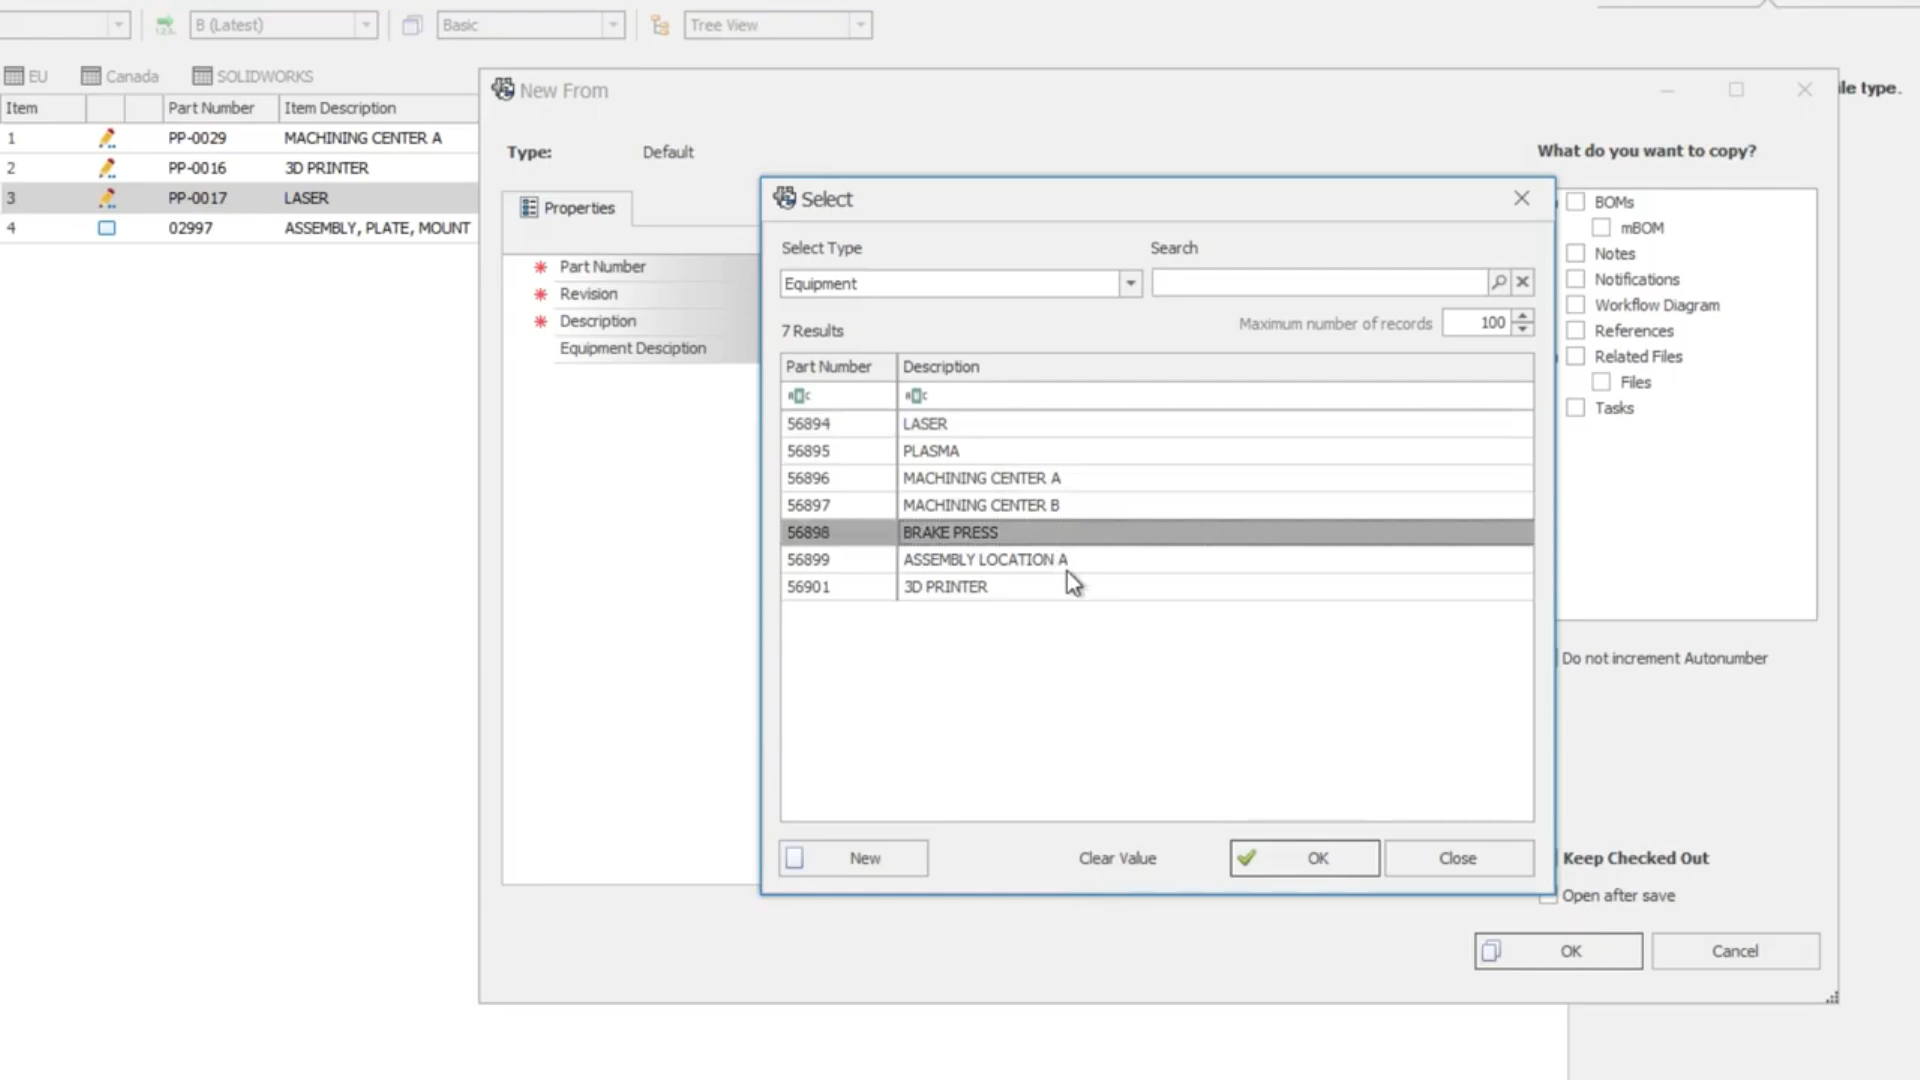 B (Latest)
Basic
Tree View
EU
Canada
SOLIDWORKS
Item
Part Number
Item Description
1
PP-0029
MACHINING CENTER A
2
PP-0016
3D PRINTER
3
PP-0017
LASER
4
02997
ASSEMBLY, PLATE, MOUNT
New From
ile type.
Type:
Default
What do you want to copy?
Properties
Part Number
Revision
Description
Equipment Desciption
Select
Select Type
Search
Equipment
7 Results
Maximum number of records
100
Part Number
Description
56894
LASER
56895
PLASMA
56896
MACHINING CENTER A
56897
MACHINING CENTER B
56898
BRAKE PRESS
56899
ASSEMBLY LOCATION A
56901
3D PRINTER
New
Clear Value
OK
Close
BOMs
mBOM
Notes
Notifications
Workflow Diagram
References
Related Files
Files
Tasks
Do not increment Autonumber
Keep Checked Out
Open after save
OK
Cancel